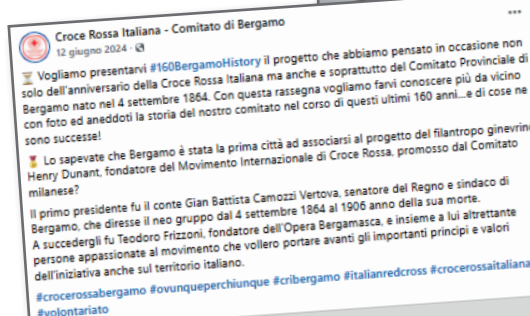 Croce Rossa Italiana - Comitato di Bergamo
12 giugno 2024 ·
Vogliamo presentarvi #160BergamoHistory il progetto che abbiamo pensato in occasione non
solo dell'anniversario della Croce Rossa Italiana ma anche e soprattutto del Comitato Provinciale di
Bergamo nato nel 4 settembre 1864. Con questa rassegna vogliamo farvi conoscere più da vicino
con foto ed aneddoti la storia del nostro comitato nel corso di questi ultimi 160 anni...e di cose ne
sono successe!
Lo sapevate che Bergamo è stata la prima città ad associarsi al progetto del filantropo ginevrino
Henry Dunant, fondatore del Movimento Internazionale di Croce Rossa, promosso dal Comitato
milanese?
Il primo presidente fu il conte Gian Battista Camozzi Vertova, senatore del Regno e sindaco di
Bergamo, che diresse il neo gruppo dal 4 settembre 1864 al 1906 anno della sua morte.
A succedergli fu Teodoro Frizzoni, fondatore dell'Opera Bergamasca, e insieme a lui altrettante
persone appassionate al movimento che vollero portare avanti gli importanti principi e valori
dell'iniziativa anche sul territorio italiano.
#crocerossabergamo #ovunqueperchiunque #cribergamo #italianredcross #crocerossaitaliana
#volontariato